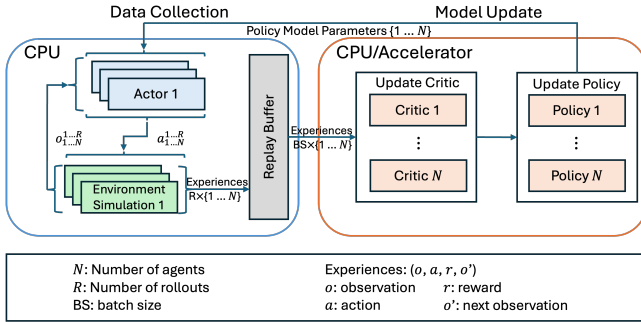 Data Collection
Model Update
Policy Model Parameters {1 … N}
CPU
CPU/Accelerator
Actor 1
o 1…R 1…N
a 1…R 1…N
Environment
Simulation 1
Experiences
R×{1 … N}
Replay Buffer
Experiences
BS×{1 … N}
Update Critic
Critic 1
⋮
Critic N
Update Policy
Policy 1
⋮
Policy N
N: Number of agents
R: Number of rollouts
BS: batch size
Experiences: (o, a, r, o’)
o: observation r: reward
a: action o’: next observation